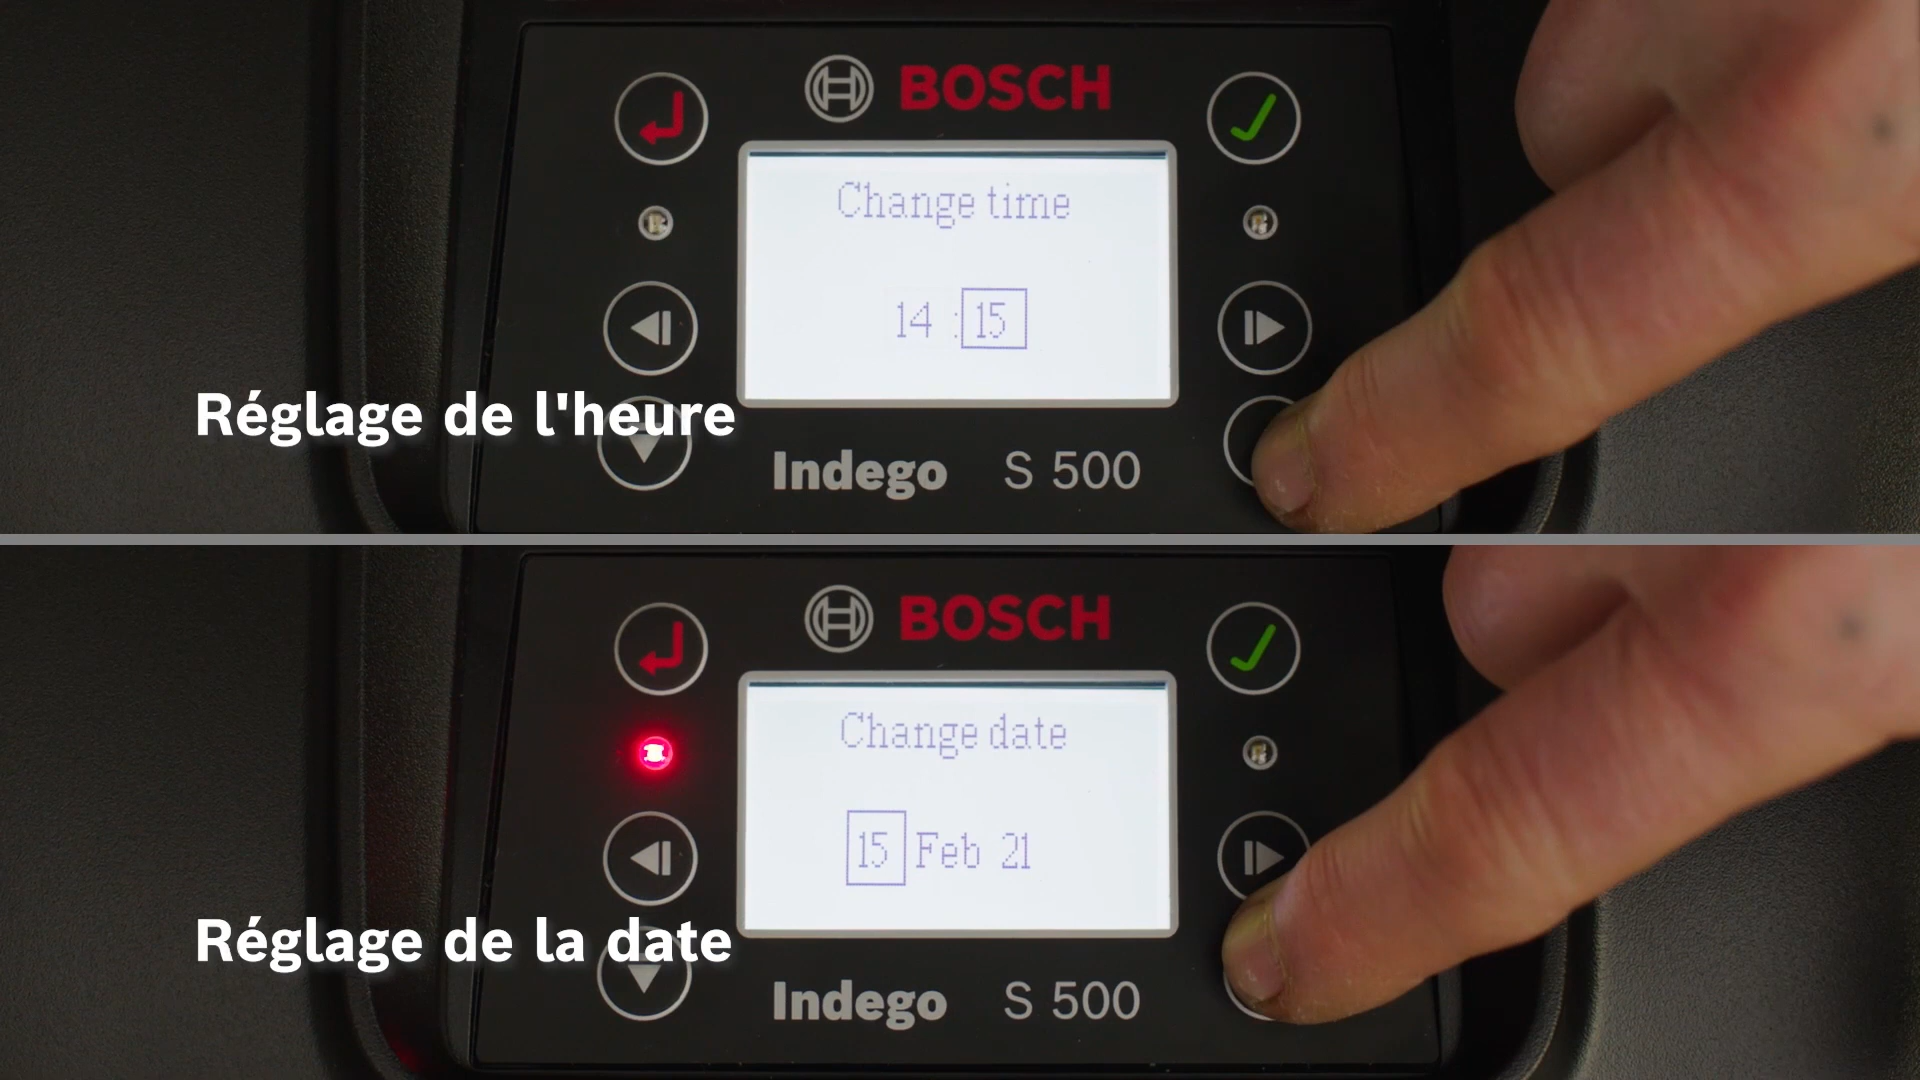 BOSCH
Change time
14 : 15
Réglage de l'heure
Indego S 500
BOSCH
Change date
15 Feb 21
Réglage de la date
Indego S 500